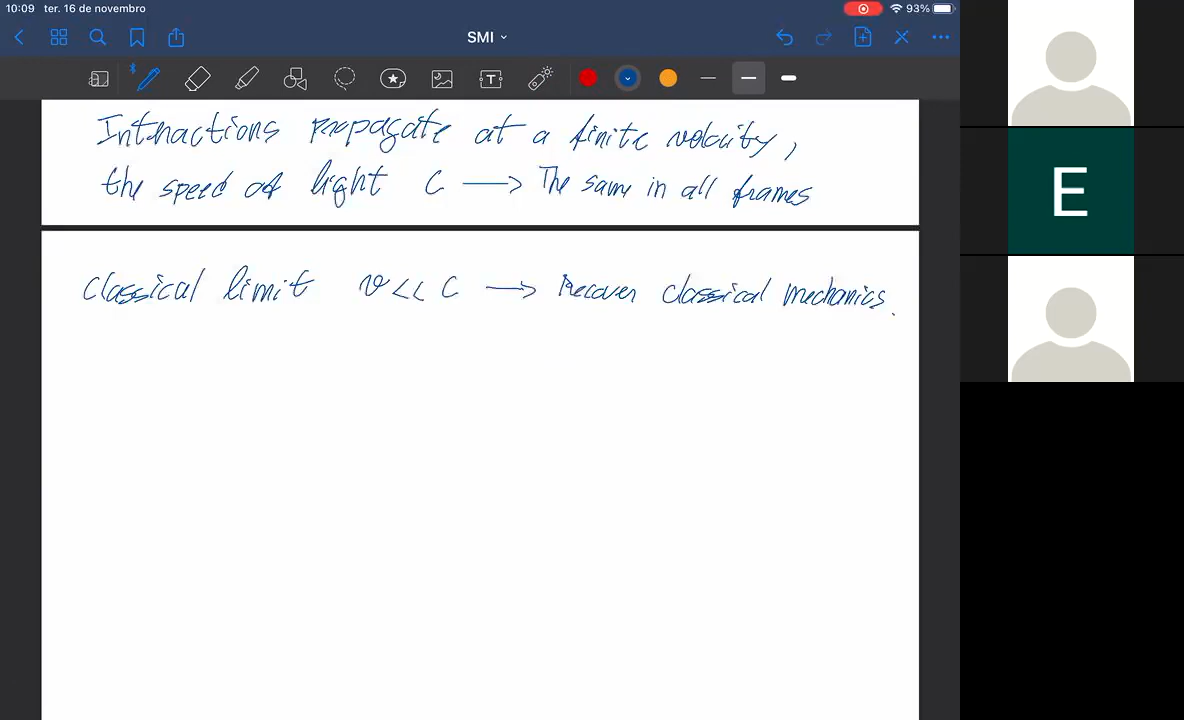 10:09 ter. 16 de novembro
93%
SMI
T
Interactions propagate at a finite velocity,
the speed of light C → The same in all frames
Classical limit v << C → Recover classical mechanics.
E